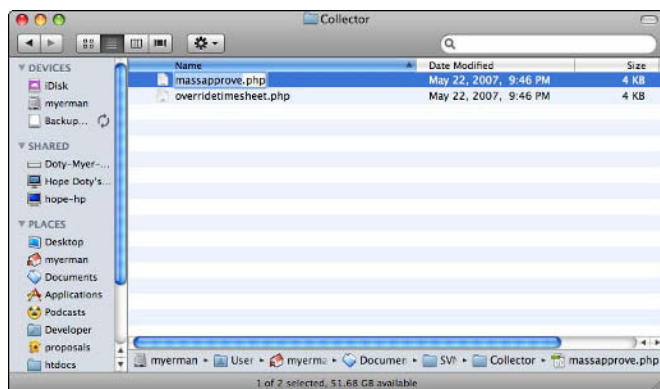 Collector
Name Date Modified Size
massapprove.php May 22, 2007, 9:46 PM 4 KB
overridetimesheet.php May 22, 2007, 9:46 PM 4 KB
DEVICES
iDisk
myerman
Backup...
SHARED
Doty-Myer-...
Hope Doty's...
hope-hp
PLACES
Desktop
myerman
Documents
Applications
Podcasts
Developer
proposals
htdocs
myerman User myerma Documen SVN Collector massapprove.php
1 of 2 selected, 51.68 GB available